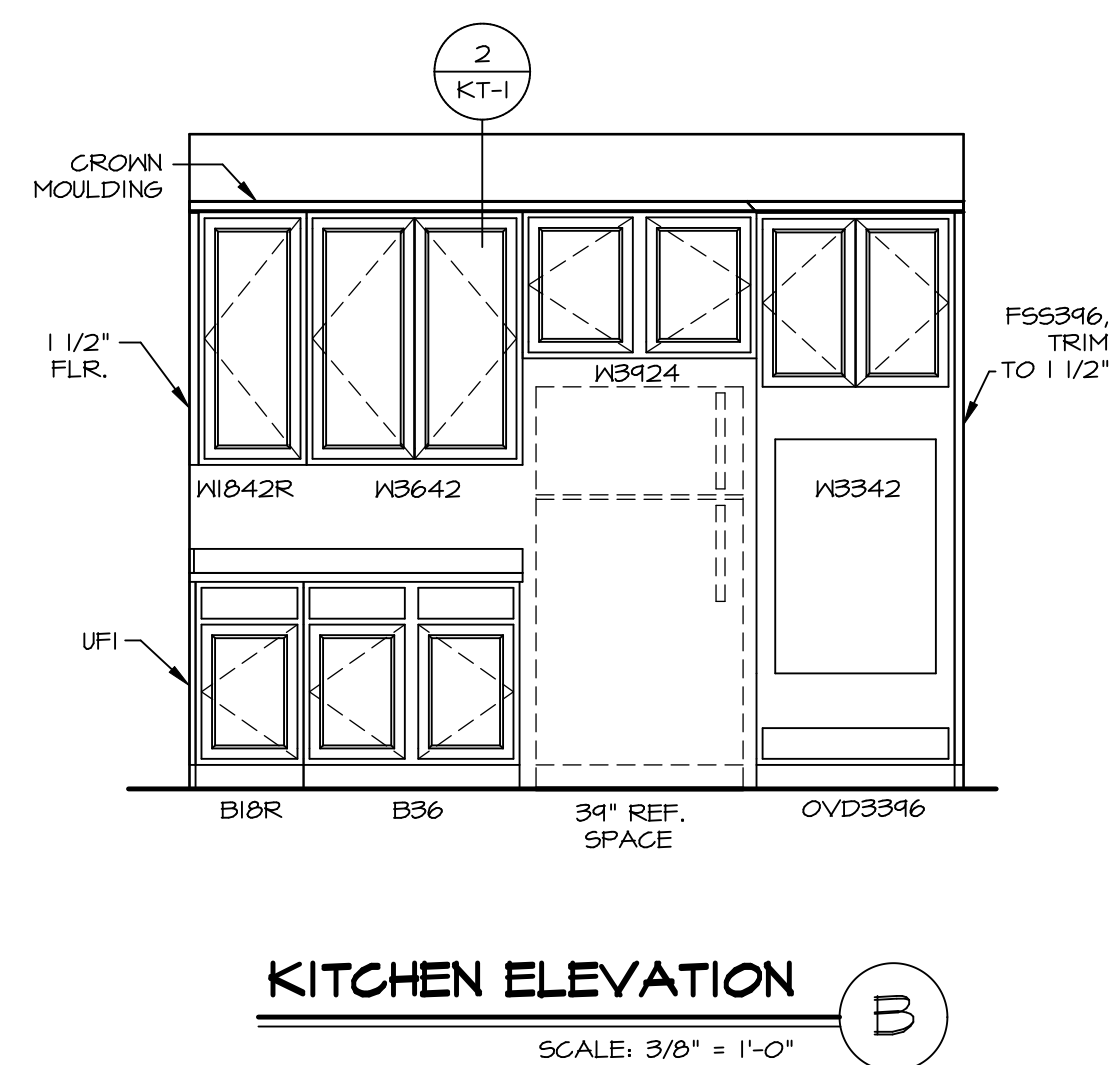 2
KT-1
CROWN
MOULDING
1 1/2"
FLR.
FSS396,
TRIM
TO 1 1/2"
W3924
W1842R
W3642
W3342
UF1
B18R
B36
39" REF.
SPACE
OVD3396
KITCHEN ELEVATION
B
SCALE: 3/8" = 1'-0"